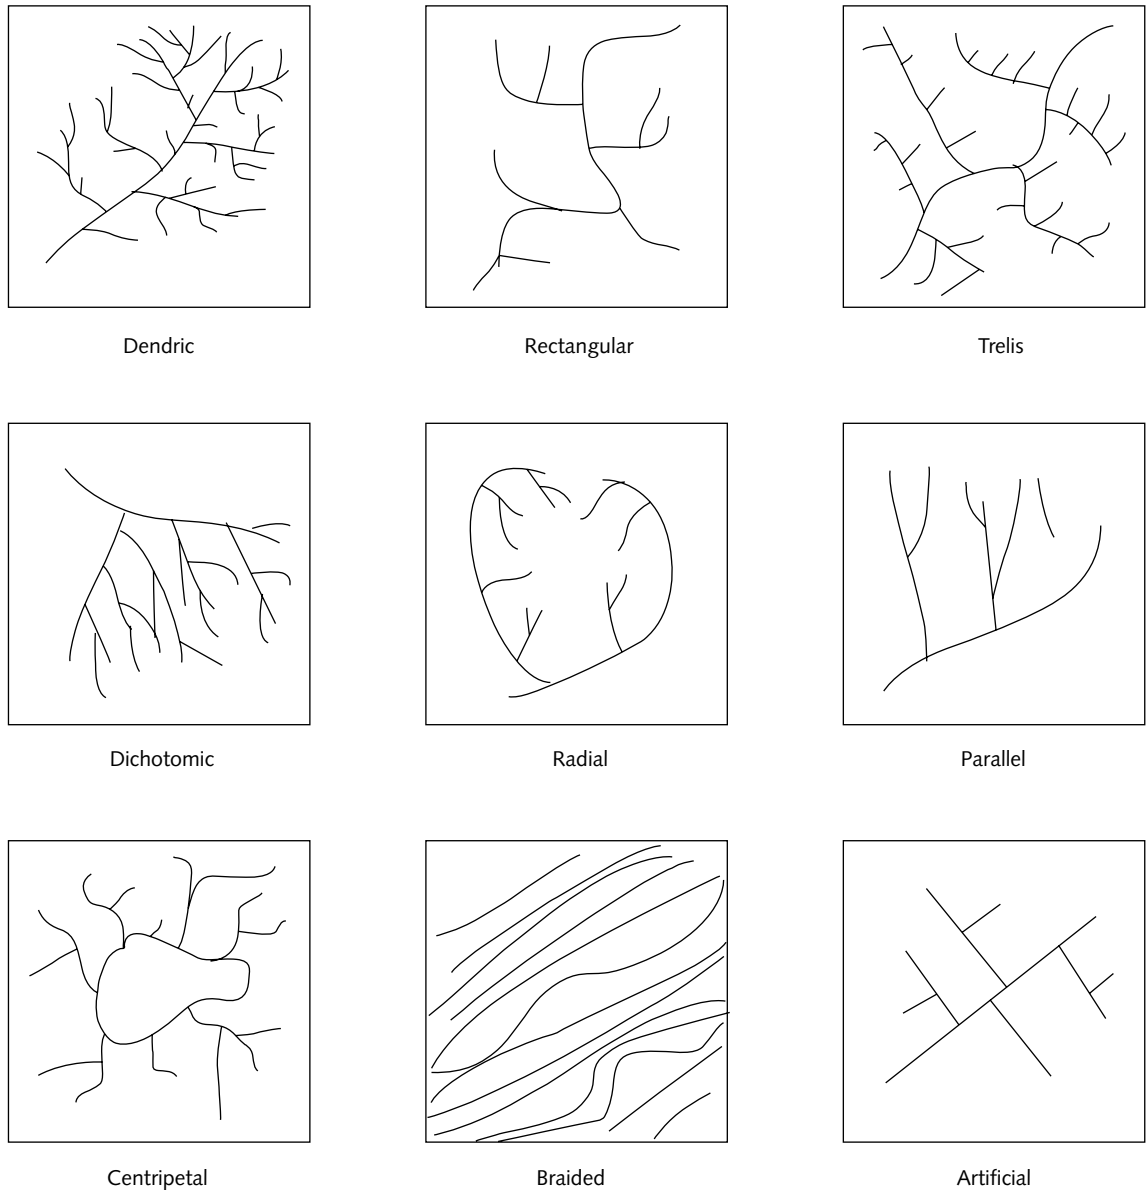 Dendric
Rectangular
Trelis
Dichotomic
Radial
Parallel
Centripetal
Braided
Artificial